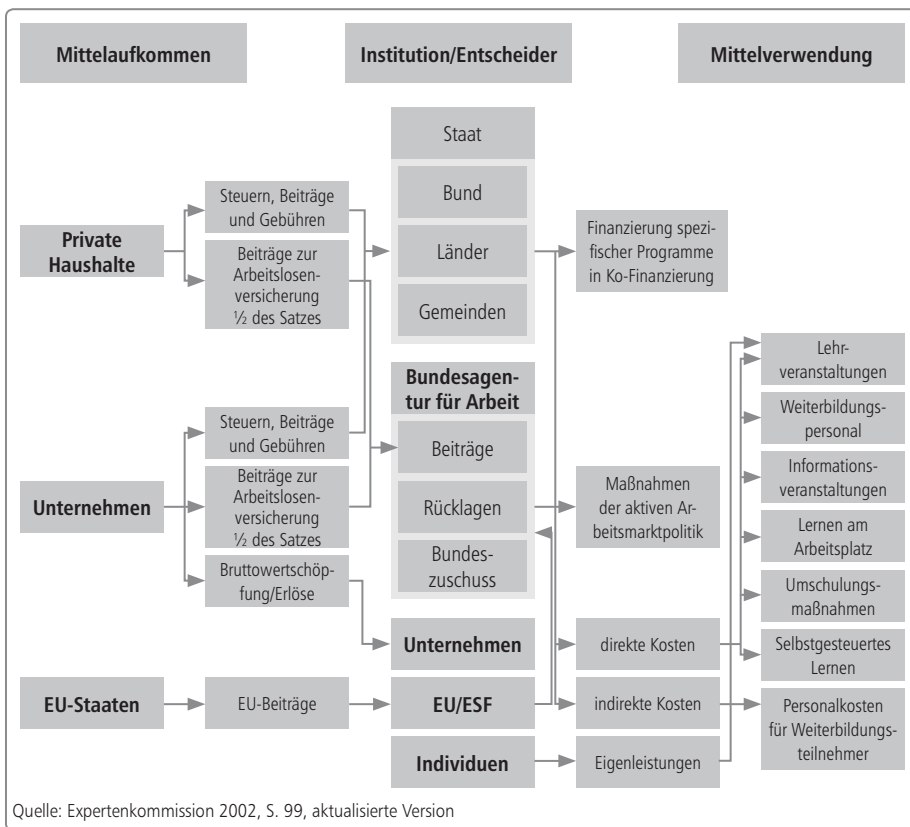 Mittelaufkommen
Institution/Entscheider
Mittelverwendung
Private
Haushalte
Steuern, Beiträge
und Gebühren
Beiträge zur
Arbeitslosen-
versicherung
½ des Satzes
Unternehmen
Steuern, Beiträge
und Gebühren
Beiträge zur
Arbeitslosen-
versicherung
½ des Satzes
Bruttowertschöp-
fung/Erlöse
EU-Staaten
EU-Beiträge
Staat
Bund
Länder
Gemeinden
Bundesagen-
tur für Arbeit
Beiträge
Rücklagen
Bundes-
zuschuss
Unternehmen
EU/ESF
Individuen
Finanzierung spezi-
fischer Programme
in Ko-Finanzierung
Maßnahmen
der aktiven Ar-
beitsmarktpolitik
direkte Kosten
indirekte Kosten
Eigenleistungen
Lehr-
veranstaltungen
Weiterbildungs-
personal
Informations-
veranstaltungen
Lernen am
Arbeitsplatz
Umschulungs-
maßnahmen
Selbstgesteuertes
Lernen
Personalkosten
für Weiterbildungs-
teilnehmer
Quelle: Expertenkommission 2002, S. 99, aktualisierte Version